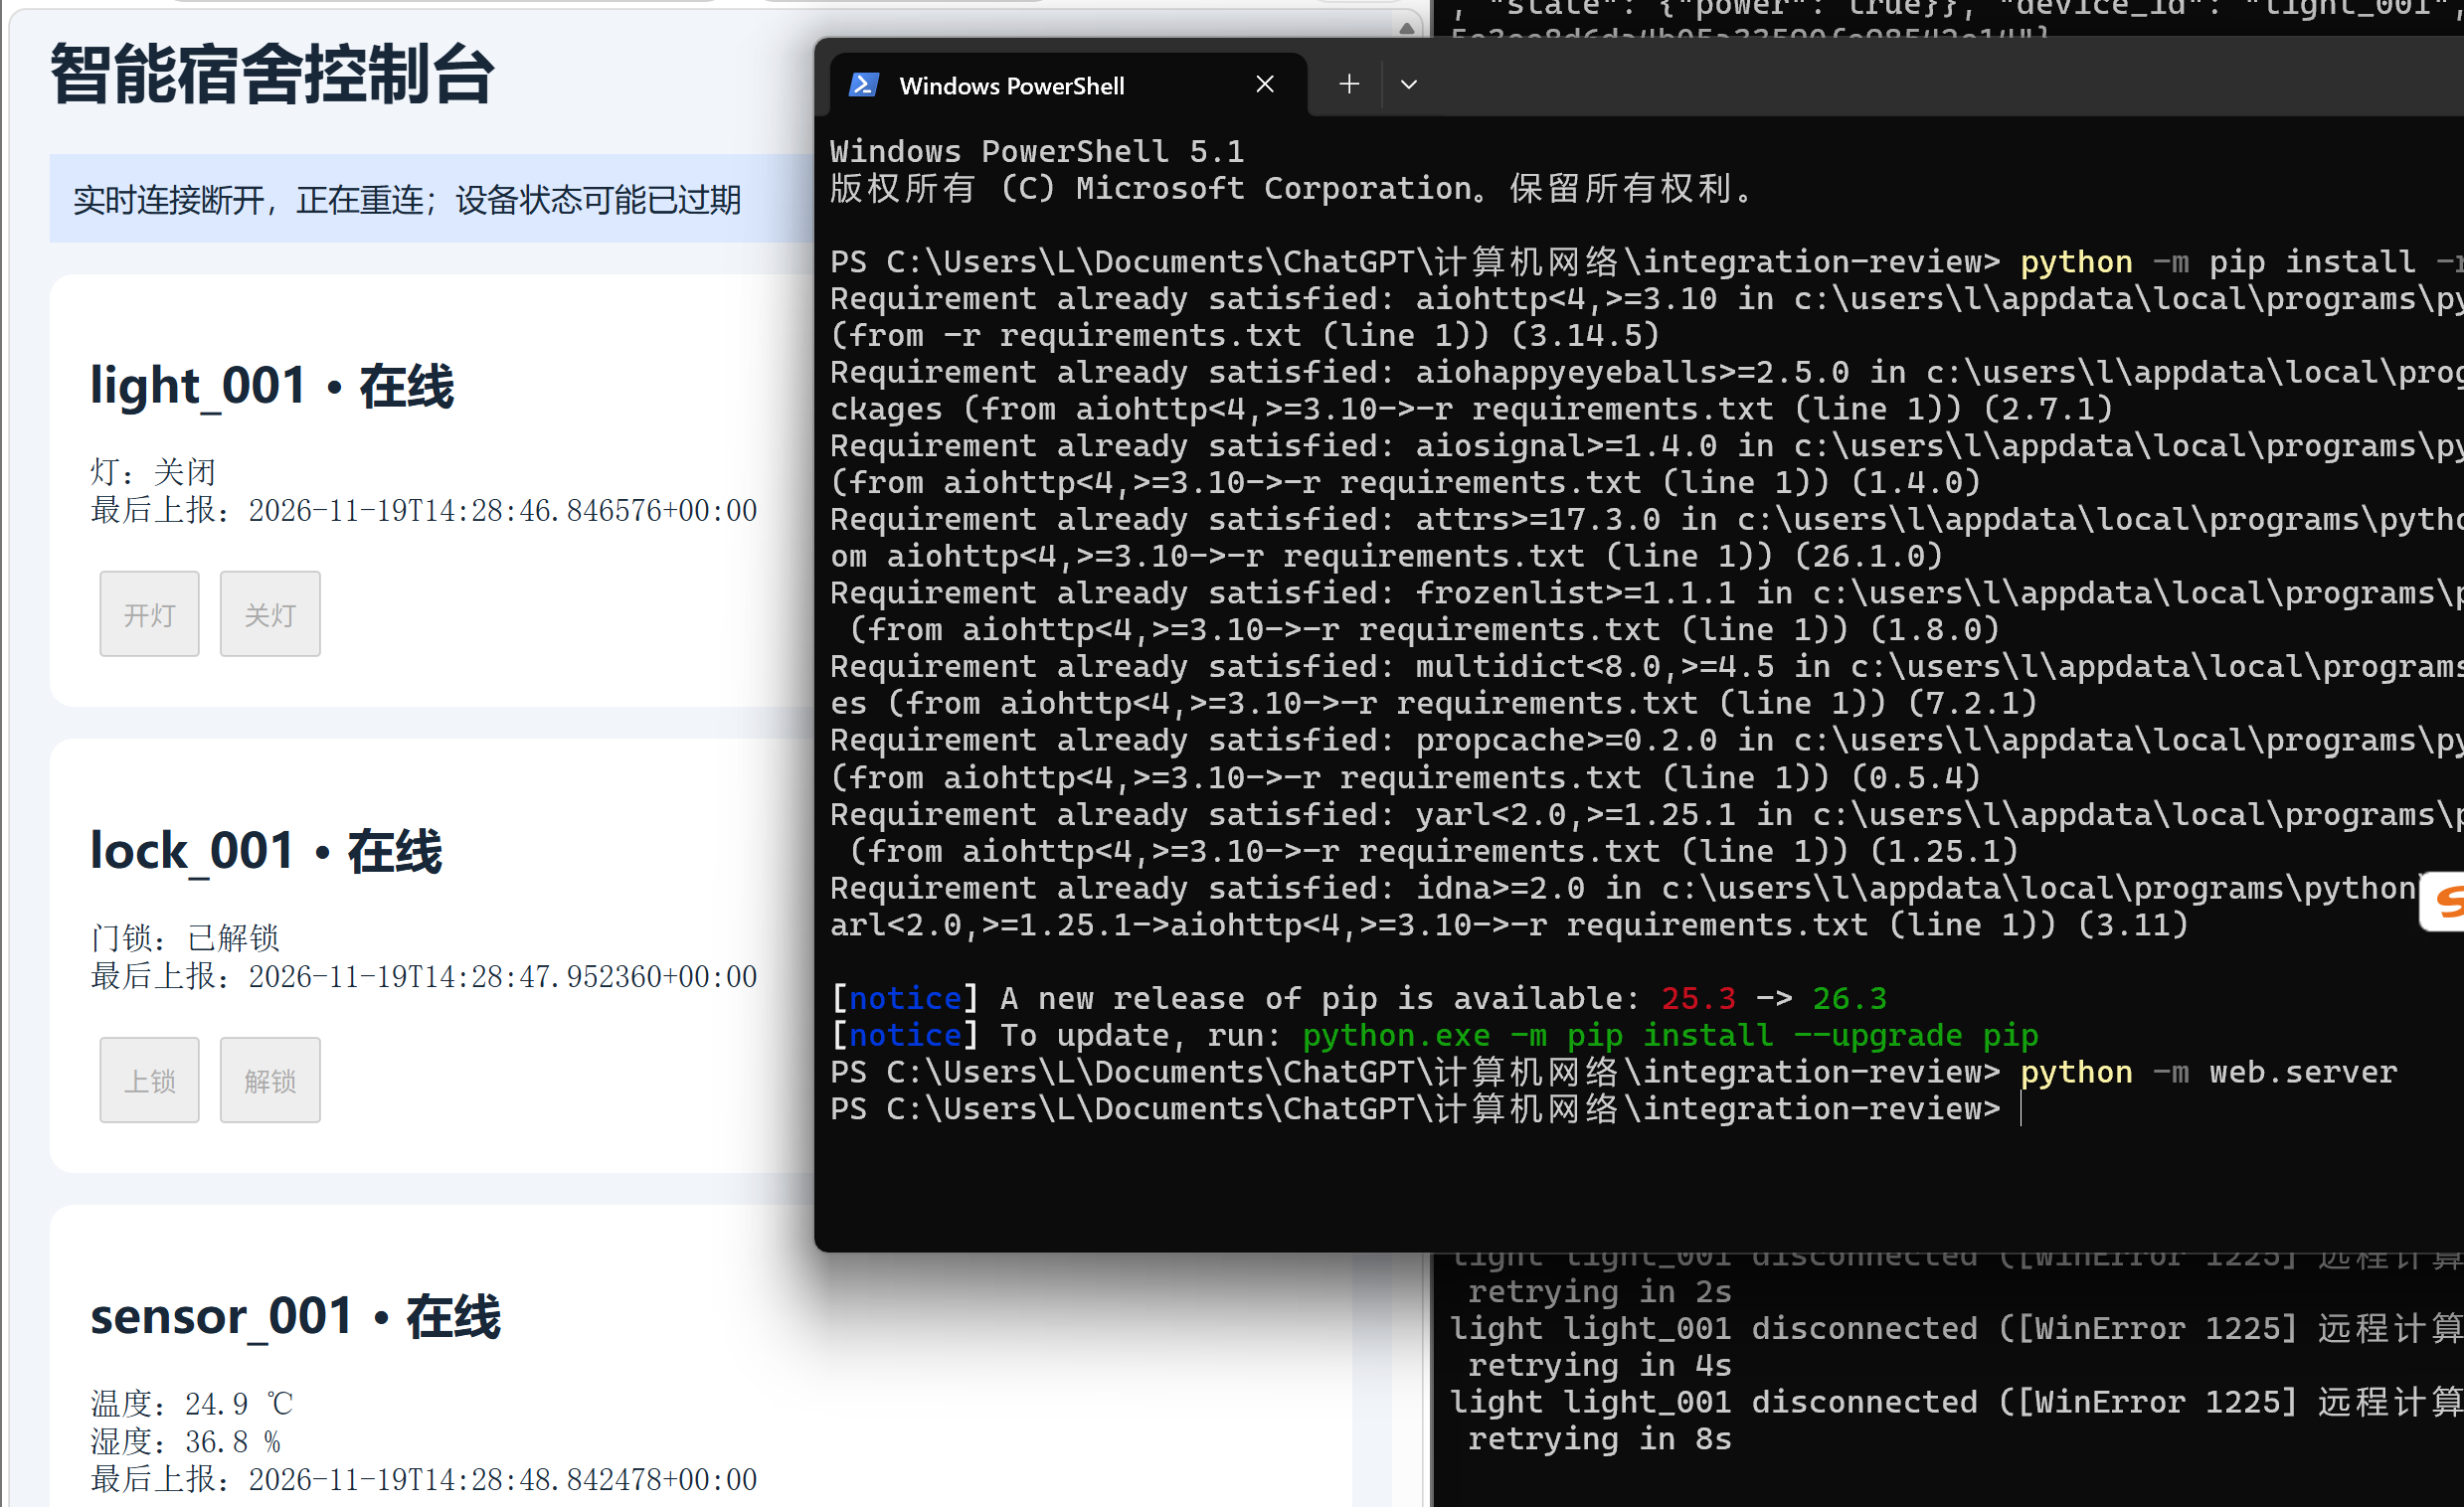 智能宿舍控制台
实时连接断开，正在重连；设备状态可能已过期
light_001 • 在线
灯：关闭
最后上报：2026-11-19T14:28:46.846576+00:00
开灯 关灯
lock_001 • 在线
门锁：已解锁
最后上报：2026-11-19T14:28:47.952360+00:00
上锁 解锁
sensor_001 • 在线
温度：24.9 ℃
湿度：36.8 %
最后上报：2026-11-19T14:28:48.842478+00:00
, "state": {"power": true}}, "device_id": "light_001",
Windows PowerShell
Windows PowerShell 5.1
版权所有 (C) Microsoft Corporation。保留所有权利。
PS C:\Users\L\Documents\ChatGPT\计算机网络\integration-review> python -m pip install -r
Requirement already satisfied: aiohttp<4,>=3.10 in c:\users\l\appdata\local\programs\py
(from -r requirements.txt (line 1)) (3.14.5)
Requirement already satisfied: aiohappyeyeballs>=2.5.0 in c:\users\l\appdata\local\prog
ckages (from aiohttp<4,>=3.10->-r requirements.txt (line 1)) (2.7.1)
Requirement already satisfied: aiosignal>=1.4.0 in c:\users\l\appdata\local\programs\py
(from aiohttp<4,>=3.10->-r requirements.txt (line 1)) (1.4.0)
Requirement already satisfied: attrs>=17.3.0 in c:\users\l\appdata\local\programs\pytho
om aiohttp<4,>=3.10->-r requirements.txt (line 1)) (26.1.0)
Requirement already satisfied: frozenlist>=1.1.1 in c:\users\l\appdata\local\programs\p
(from aiohttp<4,>=3.10->-r requirements.txt (line 1)) (1.8.0)
Requirement already satisfied: multidict<8.0,>=4.5 in c:\users\l\appdata\local\programs
es (from aiohttp<4,>=3.10->-r requirements.txt (line 1)) (7.2.1)
Requirement already satisfied: propcache>=0.2.0 in c:\users\l\appdata\local\programs\py
(from aiohttp<4,>=3.10->-r requirements.txt (line 1)) (0.5.4)
Requirement already satisfied: yarl<2.0,>=1.25.1 in c:\users\l\appdata\local\programs\p
(from aiohttp<4,>=3.10->-r requirements.txt (line 1)) (1.25.1)
Requirement already satisfied: idna>=2.0 in c:\users\l\appdata\local\programs\python
arl<2.0,>=1.25.1->aiohttp<4,>=3.10->-r requirements.txt (line 1)) (3.11)
[notice] A new release of pip is available: 25.3 -> 26.3
[notice] To update, run: python.exe -m pip install --upgrade pip
PS C:\Users\L\Documents\ChatGPT\计算机网络\integration-review> python -m web.server
PS C:\Users\L\Documents\ChatGPT\计算机网络\integration-review>
light light_001 disconnected ([WinError 1225] 远程计算
retrying in 2s
light light_001 disconnected ([WinError 1225] 远程计算
retrying in 4s
light light_001 disconnected ([WinError 1225] 远程计算
retrying in 8s